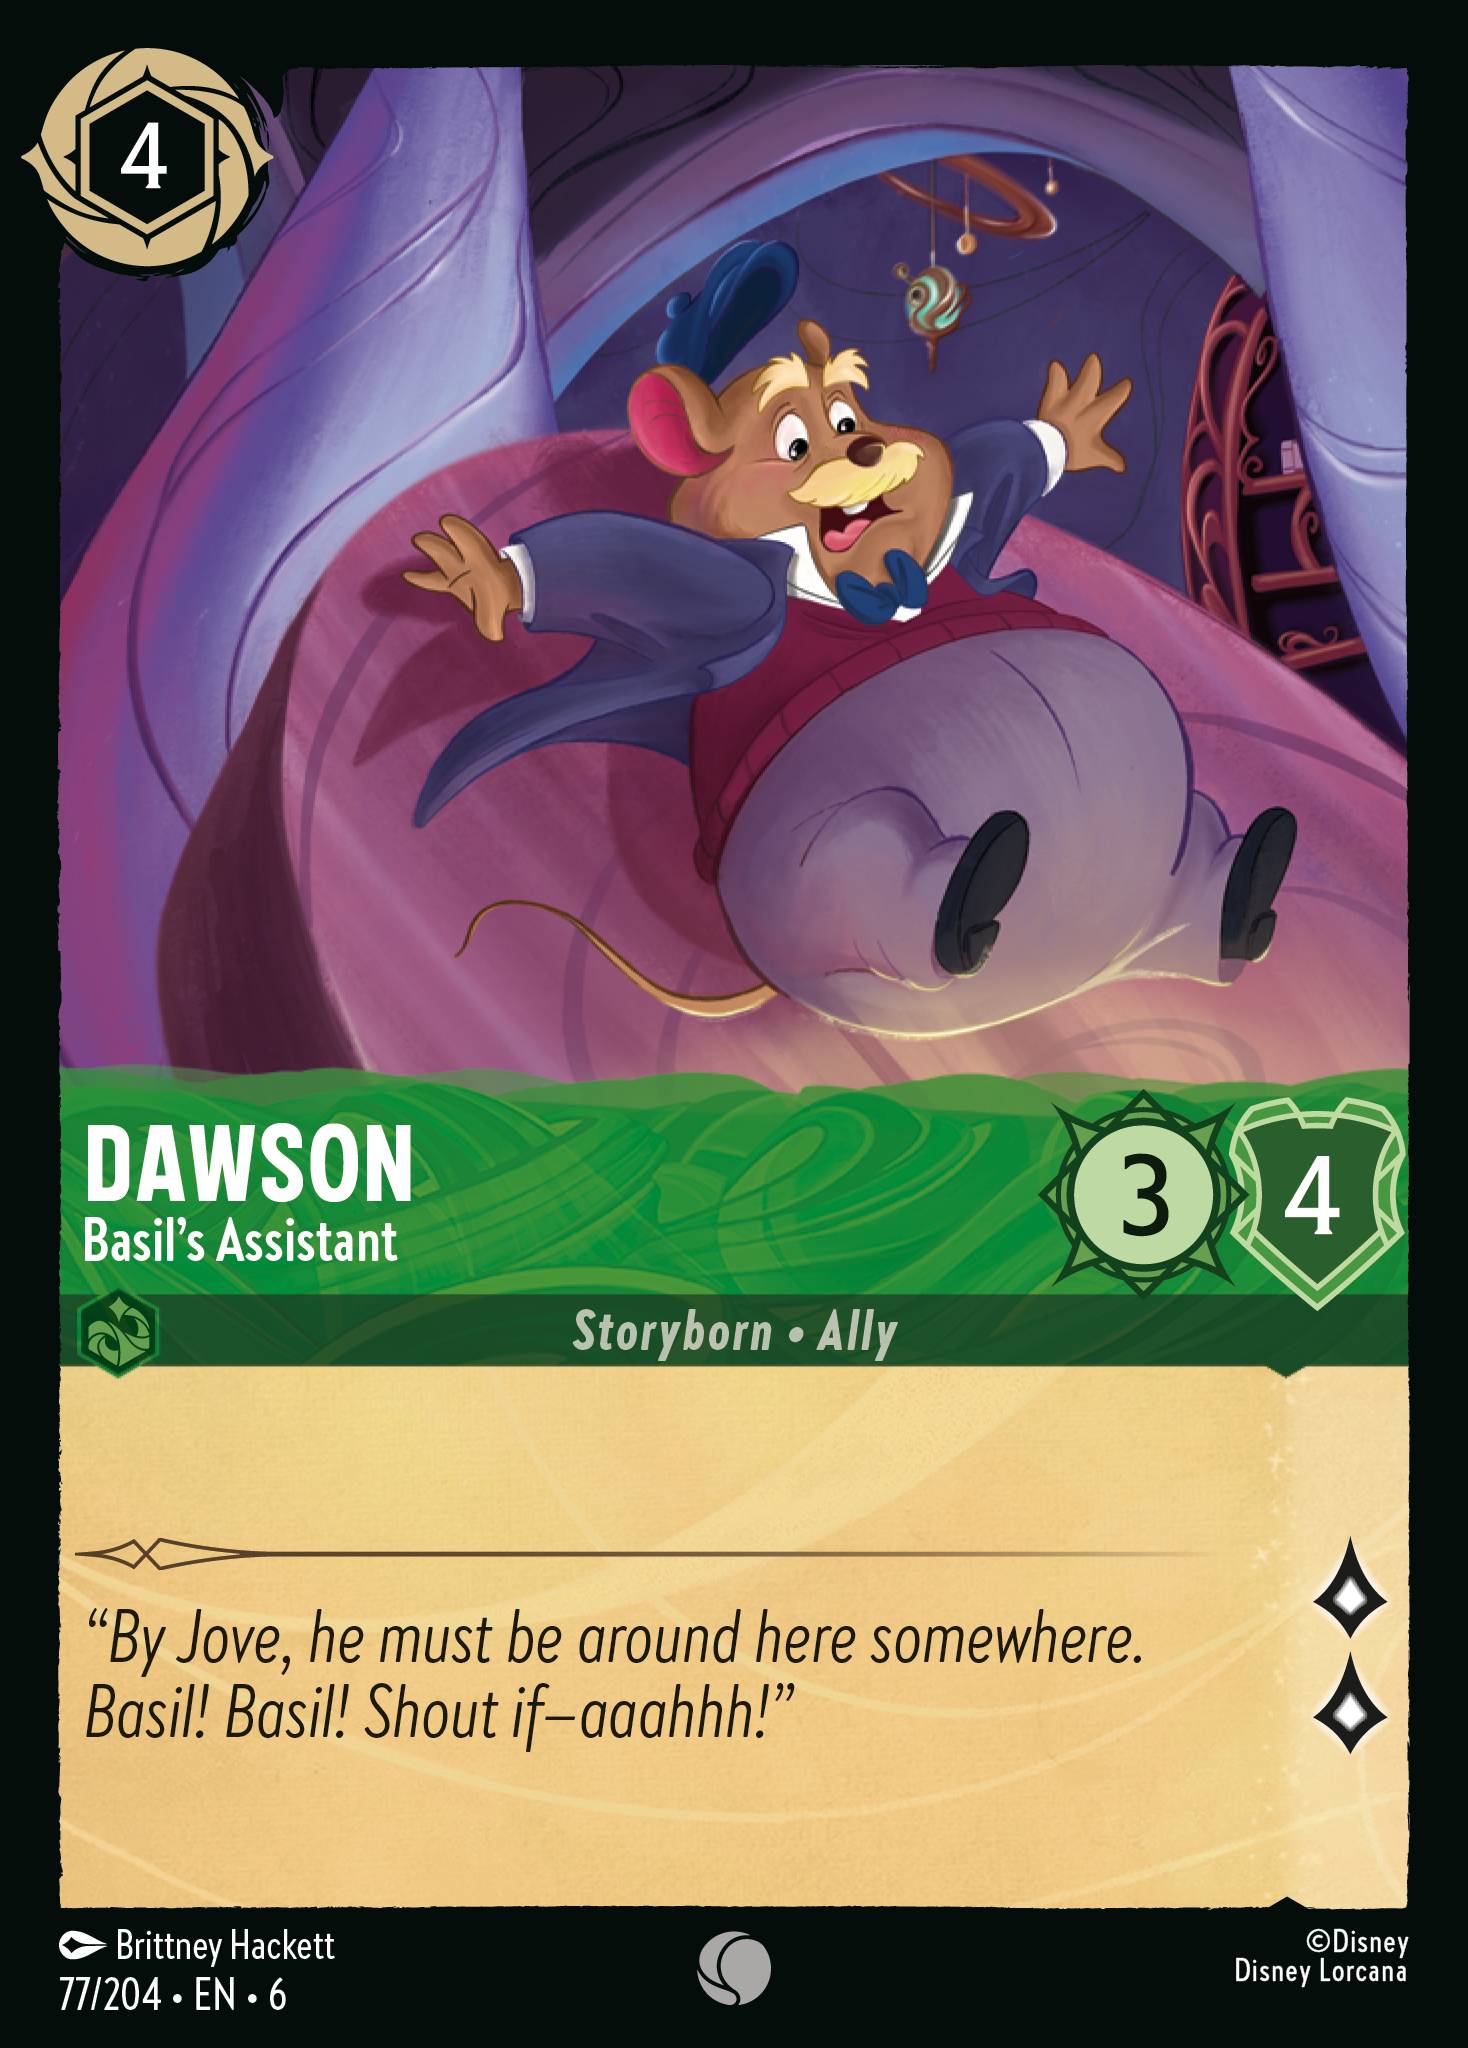 4
DAWSON
Basil's Assistant
3
4
Storyborn • Ally
“By Jove, he must be around here somewhere.
Basil! Basil! Shout if–aaahhh!”
Brittney Hackett
77/204 • EN • 6
©Disney
Disney Lorcana